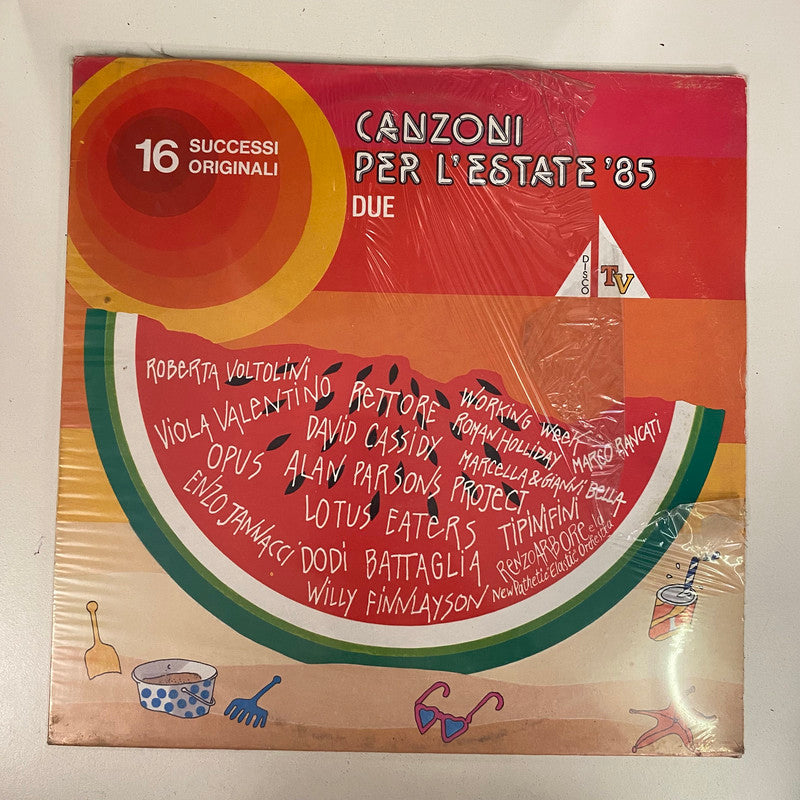 16 SUCCESSI
ORIGINALI
CANZONI
PER L'ESTATE '85
DUE
DISCO
TV
ROBERTA VOLTOLINI
VIOLA VALENTINO
RETTORE
WORKING WEEK
DAVID CASSIDY
ROMAN HOLLIDAY
MARCO RANCATI
OPUS
ALAN PARSONS PROJECT
MARCELLA & GIANNI BELLA
ENZO JANNACCI
LOTUS EATERS
TIPINIFINI
DODI BATTAGLIA
RENZO ARBORE e la
New Pathetic Elastic Orchestra
WILLY FINNLAYSON